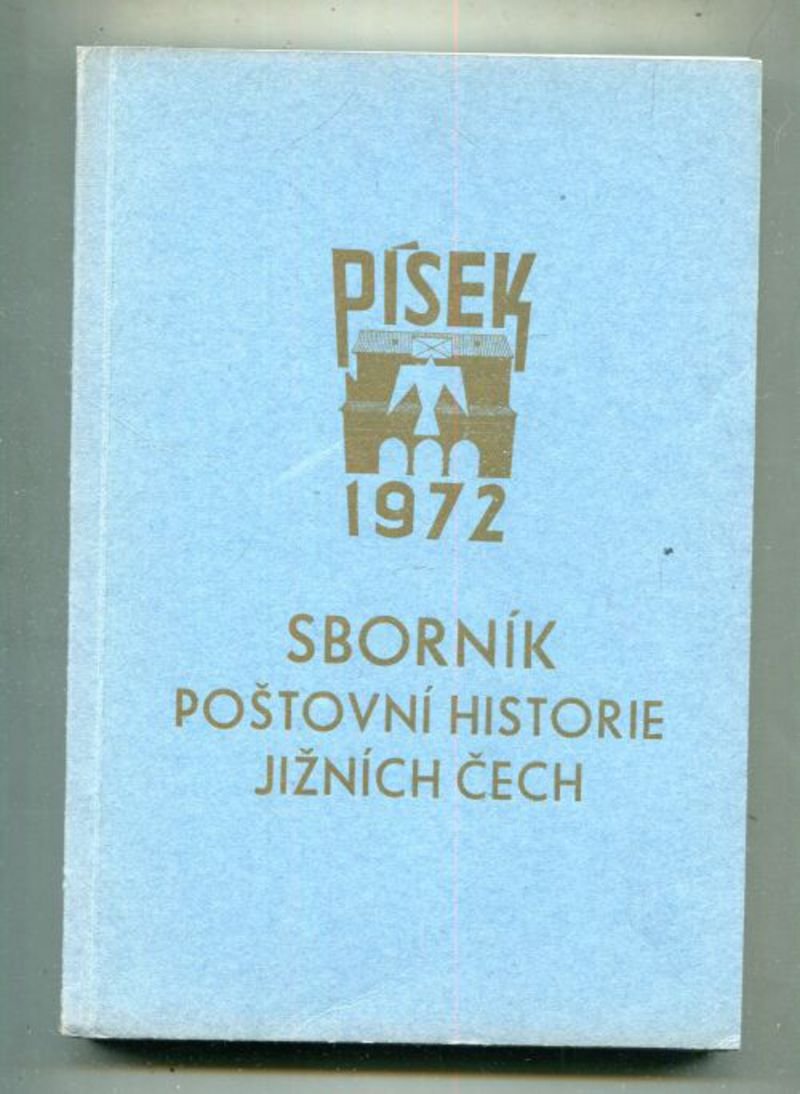 PÍSEK
1972
SBORNÍK
POŠTOVNÍ HISTORIE
JIŽNÍCH ČECH